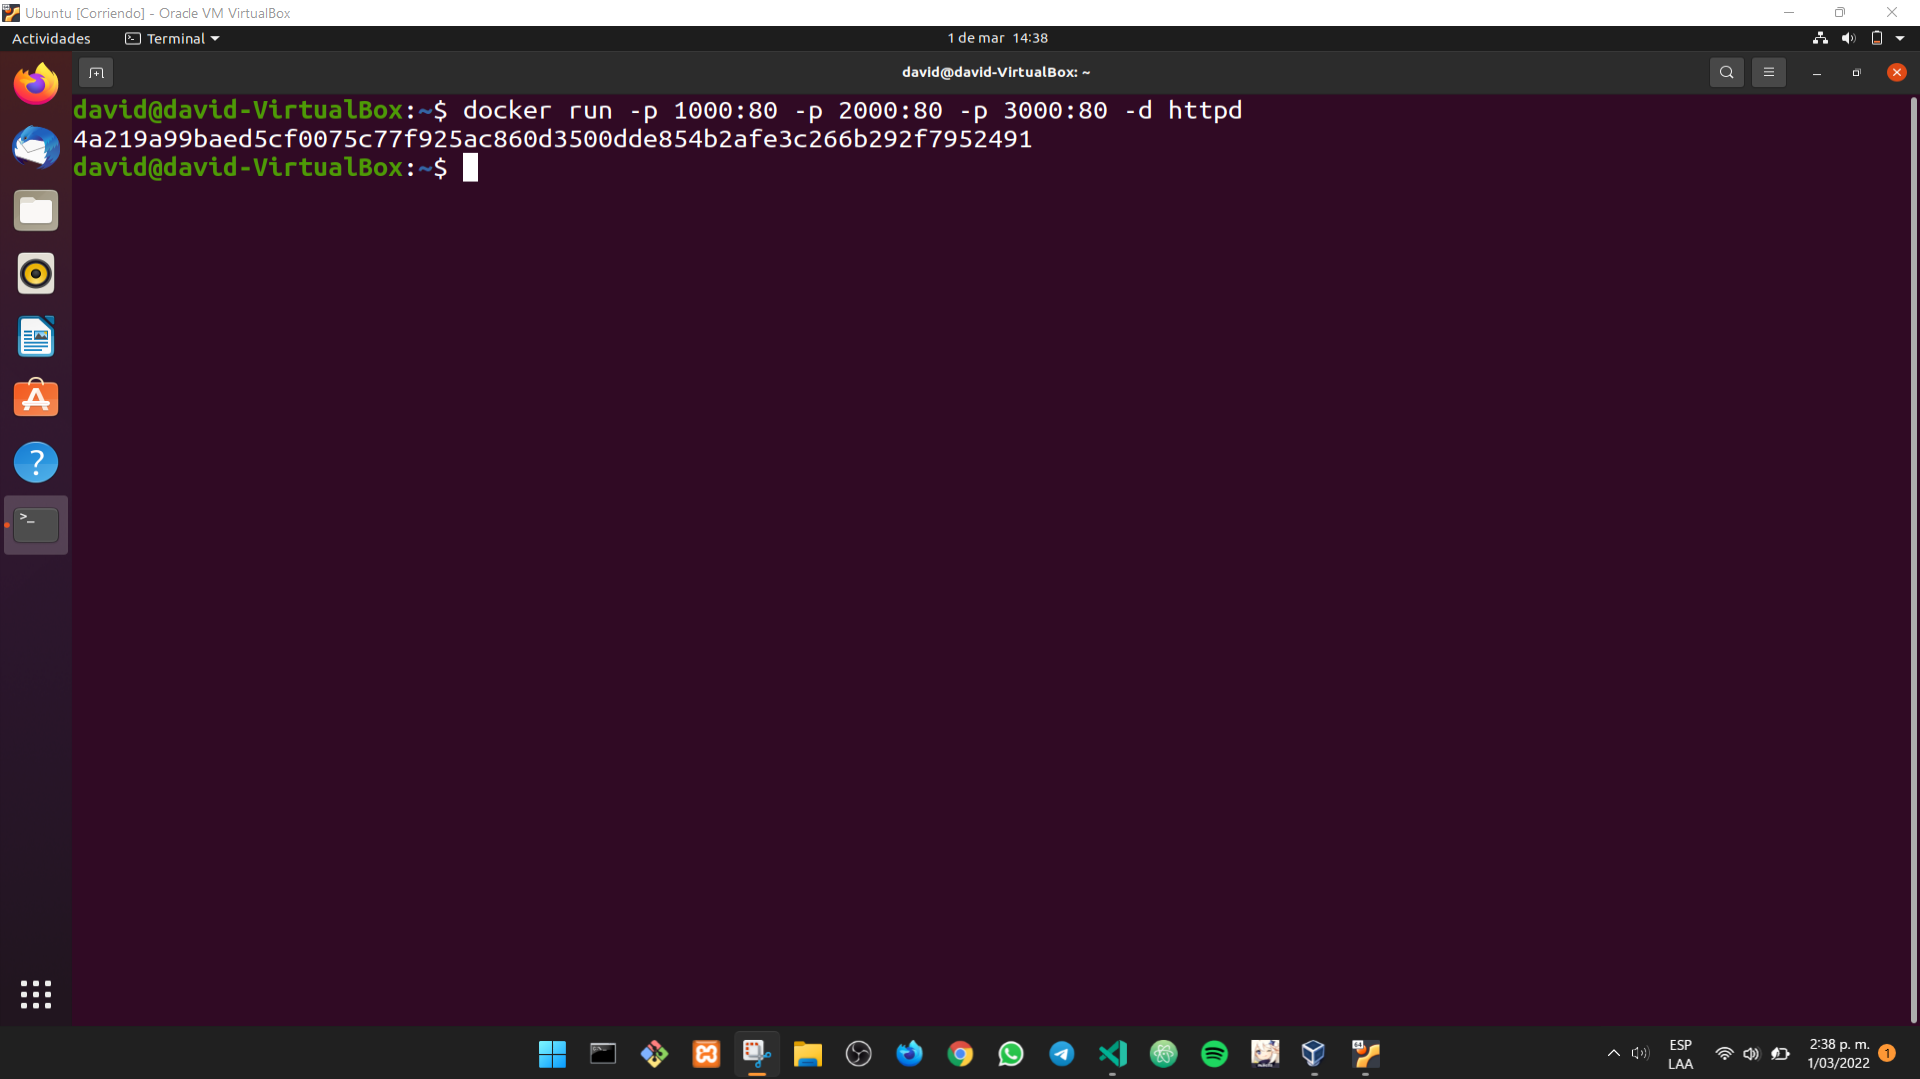 Ubuntu [Corriendo] - Oracle VM VirtualBox
Actividades Terminal 1 de mar 14:38
david@david-VirtualBox: ~
david@david-VirtualBox:~$ docker run -p 1000:80 -p 2000:80 -p 3000:80 -d httpd
4a219a99baed5cf0075c77f925ac860d3500dde854b2afe3c266b292f7952491
david@david-VirtualBox:~$
ESP
LAA
2:38 p. m.
1/03/2022
1